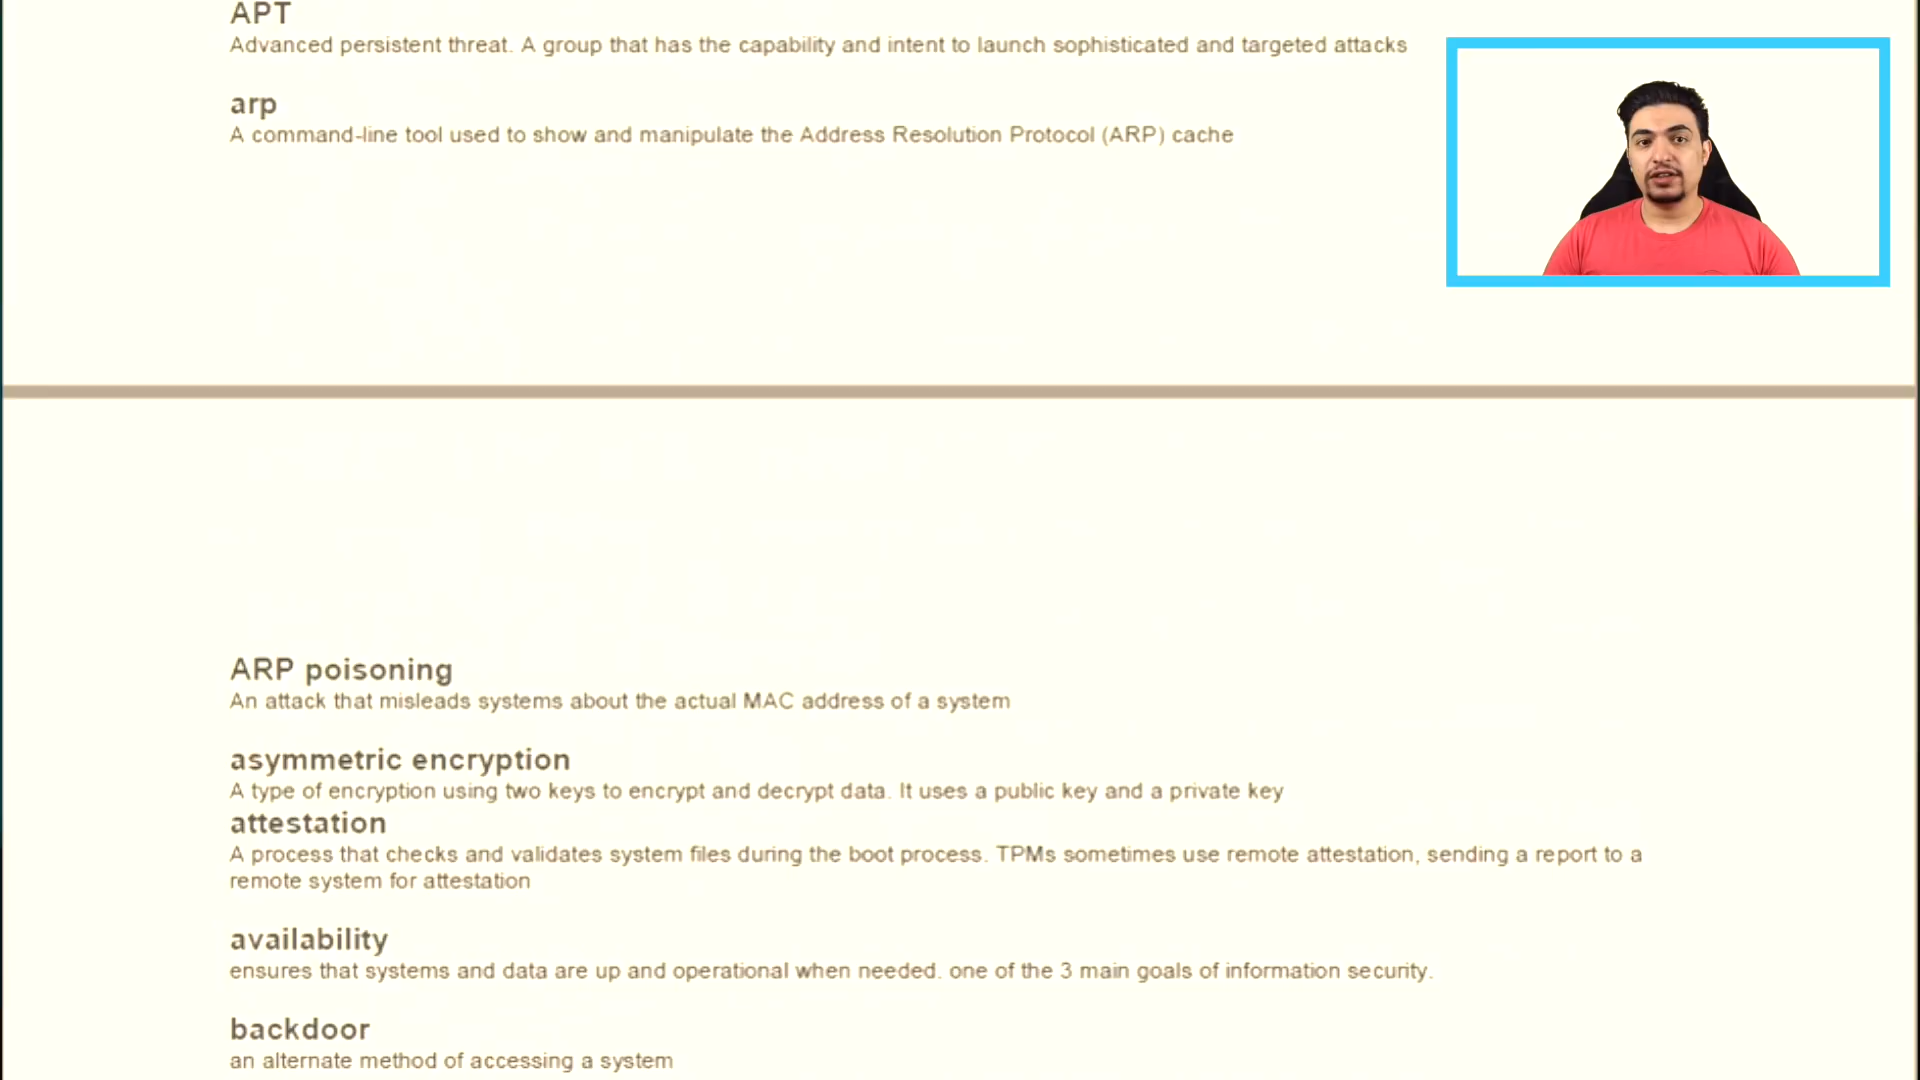 APT
Advanced persistent threat. A group that has the capability and intent to launch sophisticated and targeted attacks
arp
A command-line tool used to show and manipulate the Address Resolution Protocol (ARP) cache
ARP poisoning
An attack that misleads systems about the actual MAC address of a system
asymmetric encryption
A type of encryption using two keys to encrypt and decrypt data. It uses a public key and a private key
attestation
A process that checks and validates system files during the boot process. TPMs sometimes use remote attestation, sending a report to a
remote system for attestation
availability
ensures that systems and data are up and operational when needed. one of the 3 main goals of information security.
backdoor
an alternate method of accessing a system